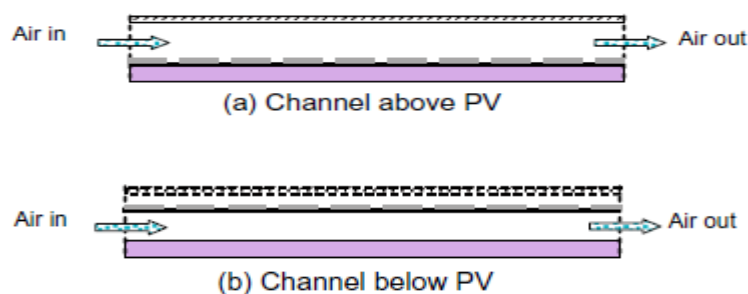 Air in
Air out
(a) Channel above PV
Air in
Air out
(b) Channel below PV